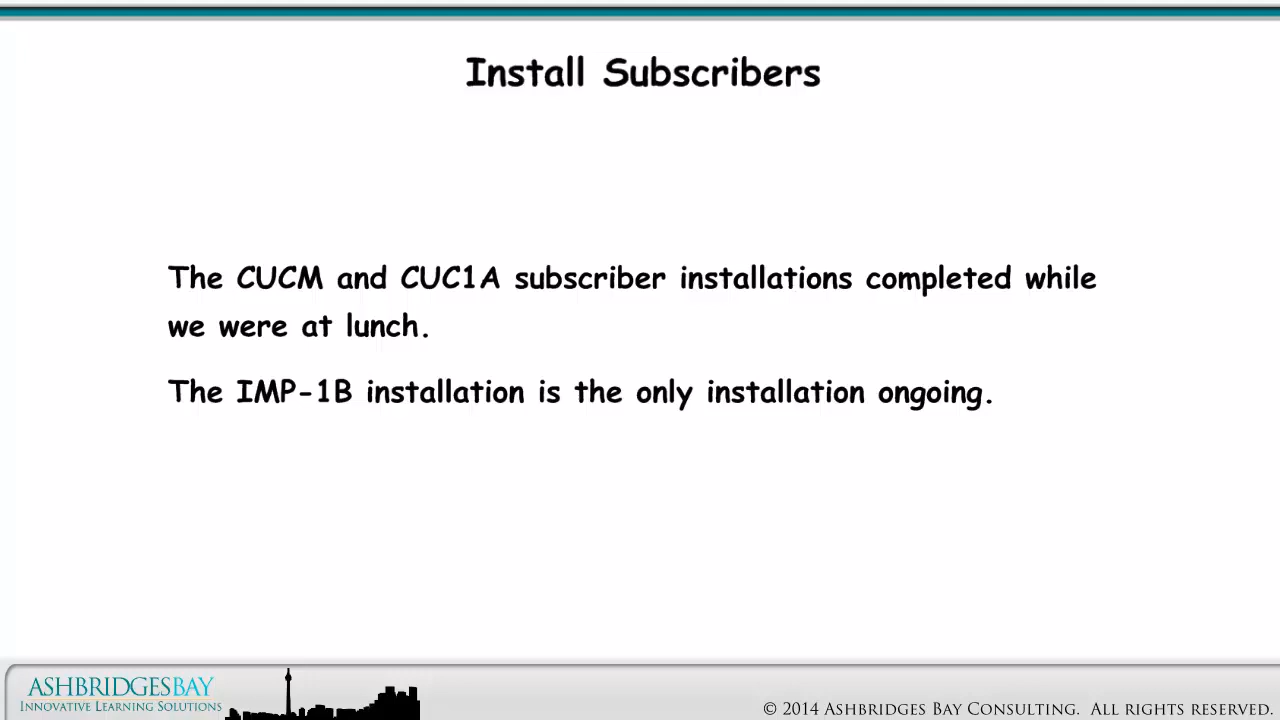 Install Subscribers
The CUCM and CUC1A subscriber installations completed while
we were at lunch.
The IMP-1B installation is the only installation ongoing.
ASHBRIDGESBAY
INNOVATIVE LEARNING SOLUTIONS
© 2014 ASHBRIDGES BAY CONSULTING. ALL RIGHTS RESERVED.